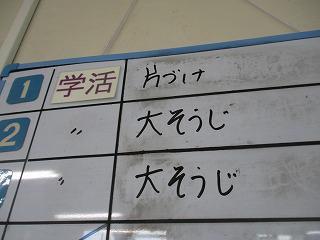 1 学活 片づけ
2 〃 大そうじ
〃 大そうじ